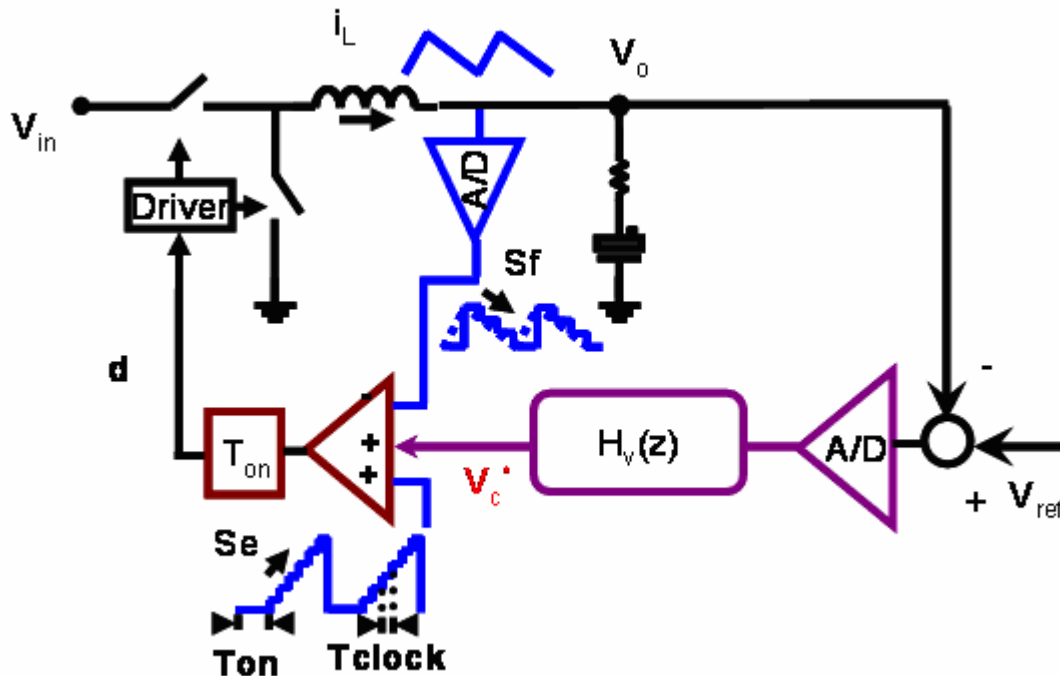 iL
Vo
Vin
A/D
Driver
Sf
d
-
-
+
+
Ton
Vc*
Hv(z)
A/D
+
Vref
Se
Ton
Tclock